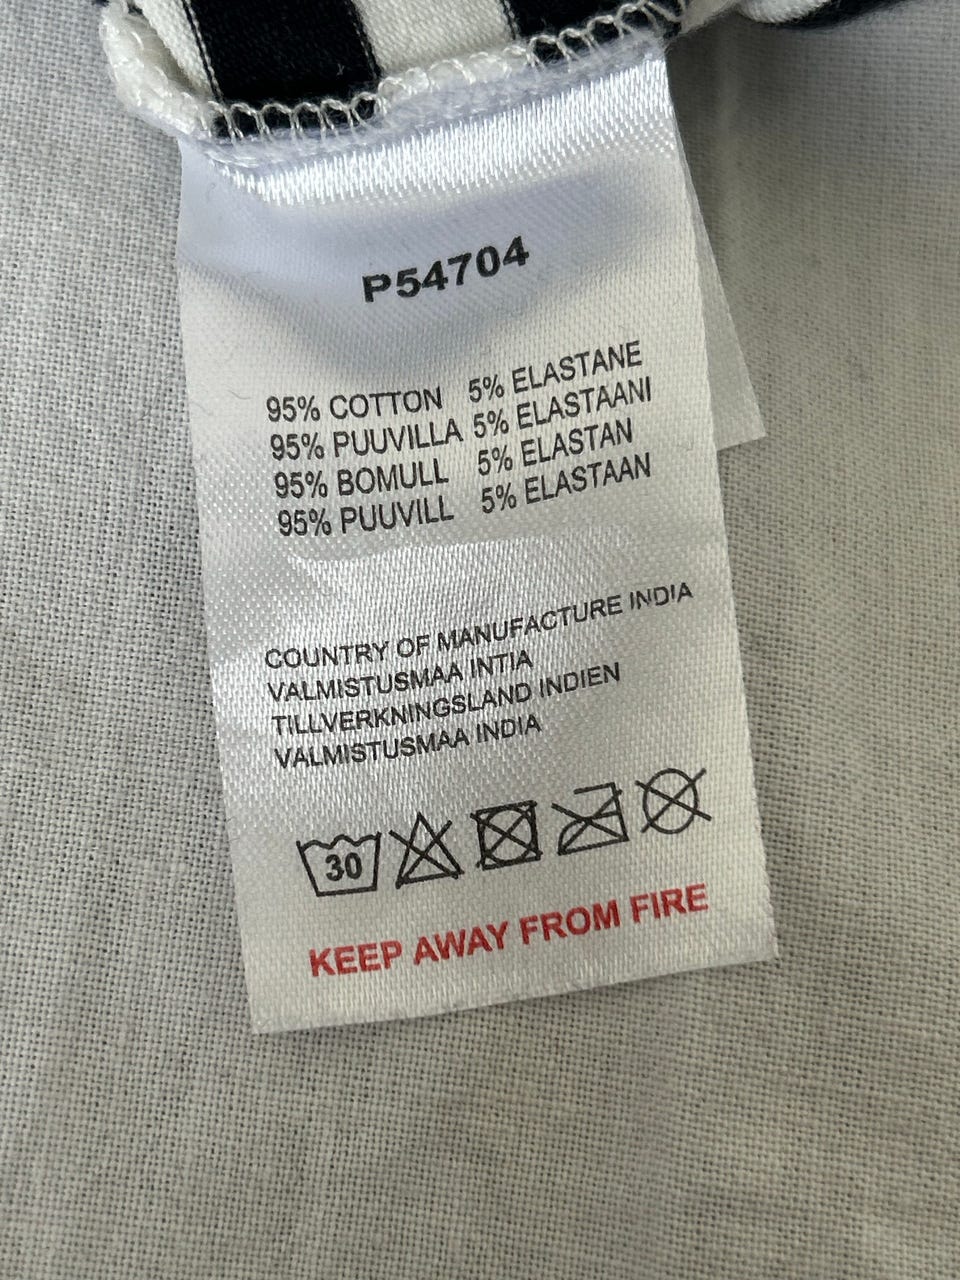 P54704
95% COTTON 5% ELASTANE
95% PUUVILLA 5% ELASTAANI
95% BOMULL 5% ELASTAN
95% PUUVILL 5% ELASTAAN
COUNTRY OF MANUFACTURE INDIA
VALMISTUSMAA INTIA
TILLVERKNINGSLAND INDIEN
VALMISTUSMAA INDIA
30
KEEP AWAY FROM FIRE